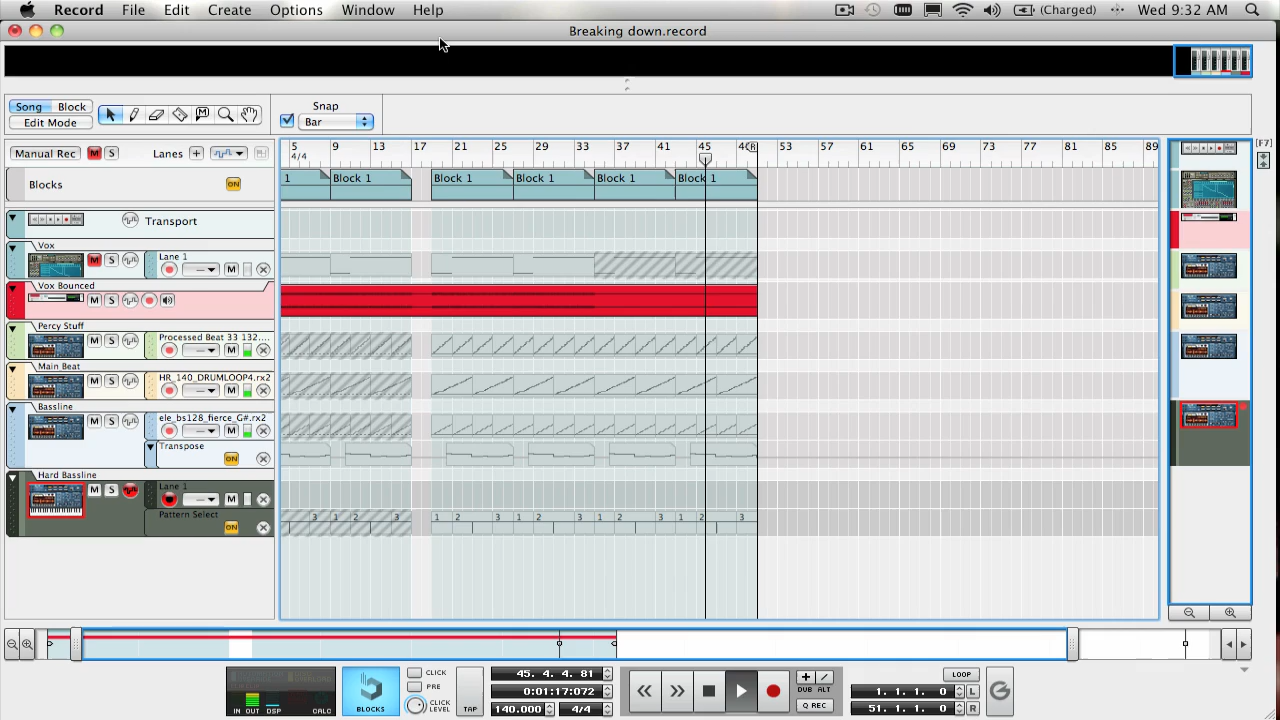 Record File Edit Create Options Window Help (Charged) Wed 9:32 AM
Breaking down.record
Song Block
Edit Mode
Snap
Bar
Manual Rec M S Lanes +
5 9 13 17 21 25 29 33 37 41 45 49 R 53 57 61 65 69 73 77 81 85 89
4/4
[F7]
Blocks ON
1 Block 1 Block 1 Block 1 Block 1 Block 1
Transport
Vox
M S Lane 1
M
Vox Bounced
M S
Percy Stuff
M S Processed Beat 33 132....
M
Main Beat
M S HR_140_DRUMLOOP4.rx2
M
Bassline
M S ele_bs128_fierce_G#.rx2
M
Transpose
ON
Hard Bassline
M S Lane 1
M
Pattern Select
ON
3 1 2 3 1 2 3 1 2 3 1 2 3 1 2 3
IN OUT DSP CALC
BLOCKS
CLICK
PRE
CLICK
LEVEL
TAP
45. 4. 4. 81
0:01:17:072
140.000 4/4
DUB ALT
Q REC
LOOP
1. 1. 1. 0 L
51. 1. 1. 0 R